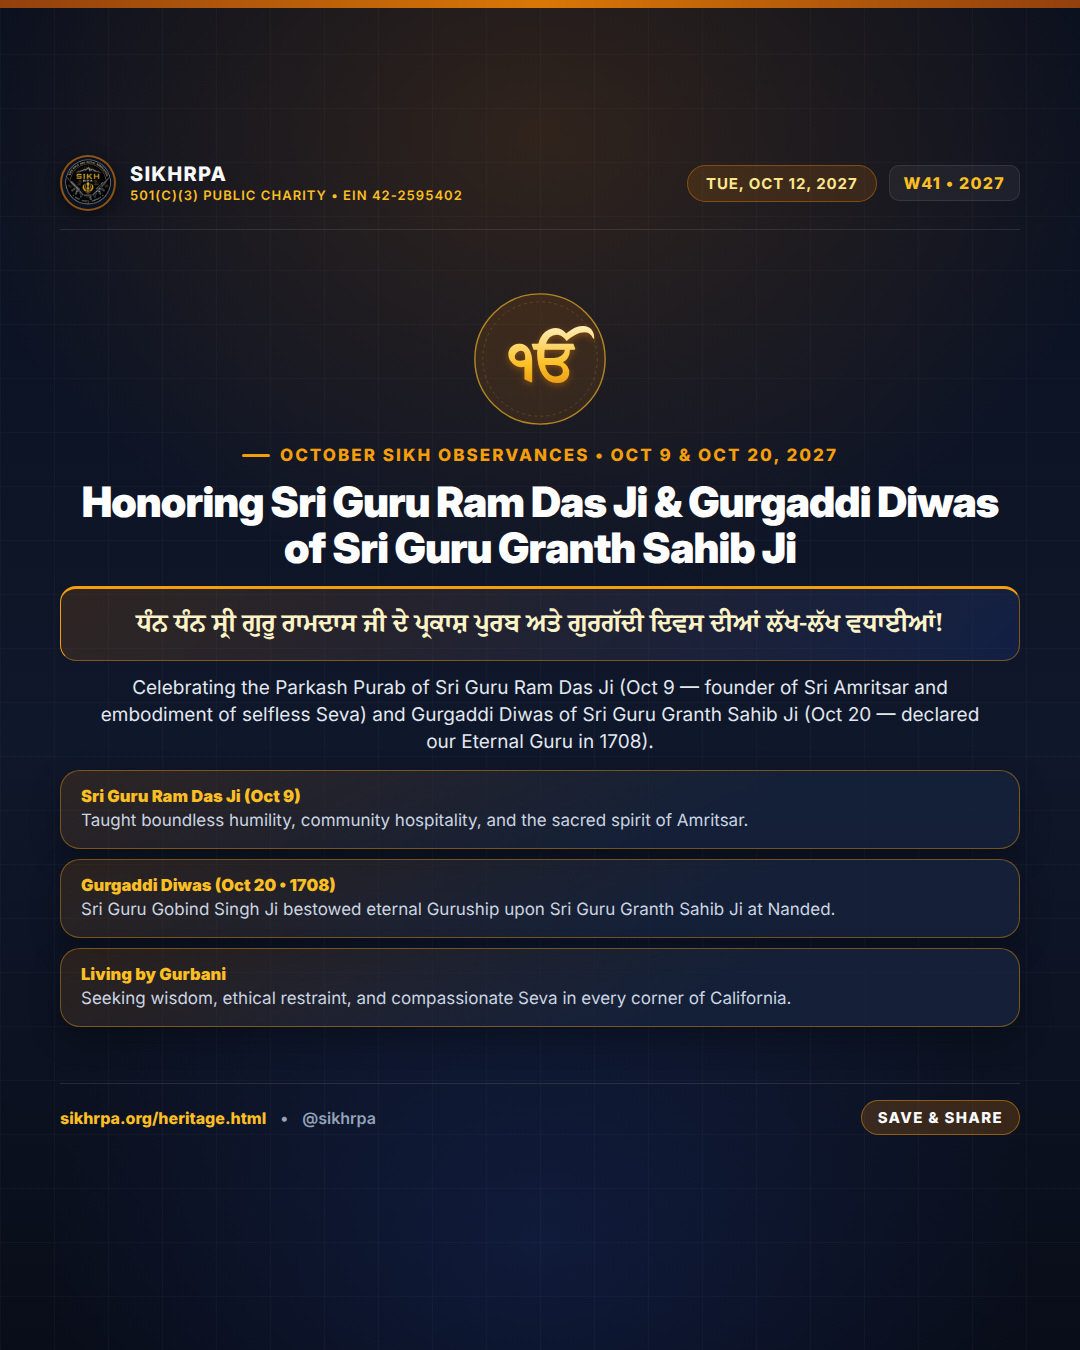 SIKH
SIKHRPA
501(C)(3) PUBLIC CHARITY • EIN 42-2595402
TUE, OCT 12, 2027
W41 • 2027
ੴ
OCTOBER SIKH OBSERVANCES • OCT 9 & OCT 20, 2027
Honoring Sri Guru Ram Das Ji & Gurgaddi Diwas
of Sri Guru Granth Sahib Ji
ਧੰਨ ਧੰਨ ਸ੍ਰੀ ਗੁਰੂ ਰਾਮਦਾਸ ਜੀ ਦੇ ਪ੍ਰਕਾਸ਼ ਪੁਰਬ ਅਤੇ ਗੁਰਗੱਦੀ ਦਿਵਸ ਦੀਆਂ ਲੱਖ-ਲੱਖ ਵਧਾਈਆਂ!
Celebrating the Parkash Purab of Sri Guru Ram Das Ji (Oct 9 — founder of Sri Amritsar and
embodiment of selfless Seva) and Gurgaddi Diwas of Sri Guru Granth Sahib Ji (Oct 20 — declared
our Eternal Guru in 1708).
Sri Guru Ram Das Ji (Oct 9)
Taught boundless humility, community hospitality, and the sacred spirit of Amritsar.
Gurgaddi Diwas (Oct 20 • 1708)
Sri Guru Gobind Singh Ji bestowed eternal Guruship upon Sri Guru Granth Sahib Ji at Nanded.
Living by Gurbani
Seeking wisdom, ethical restraint, and compassionate Seva in every corner of California.
sikhrpa.org/heritage.html • @sikhrpa
SAVE & SHARE